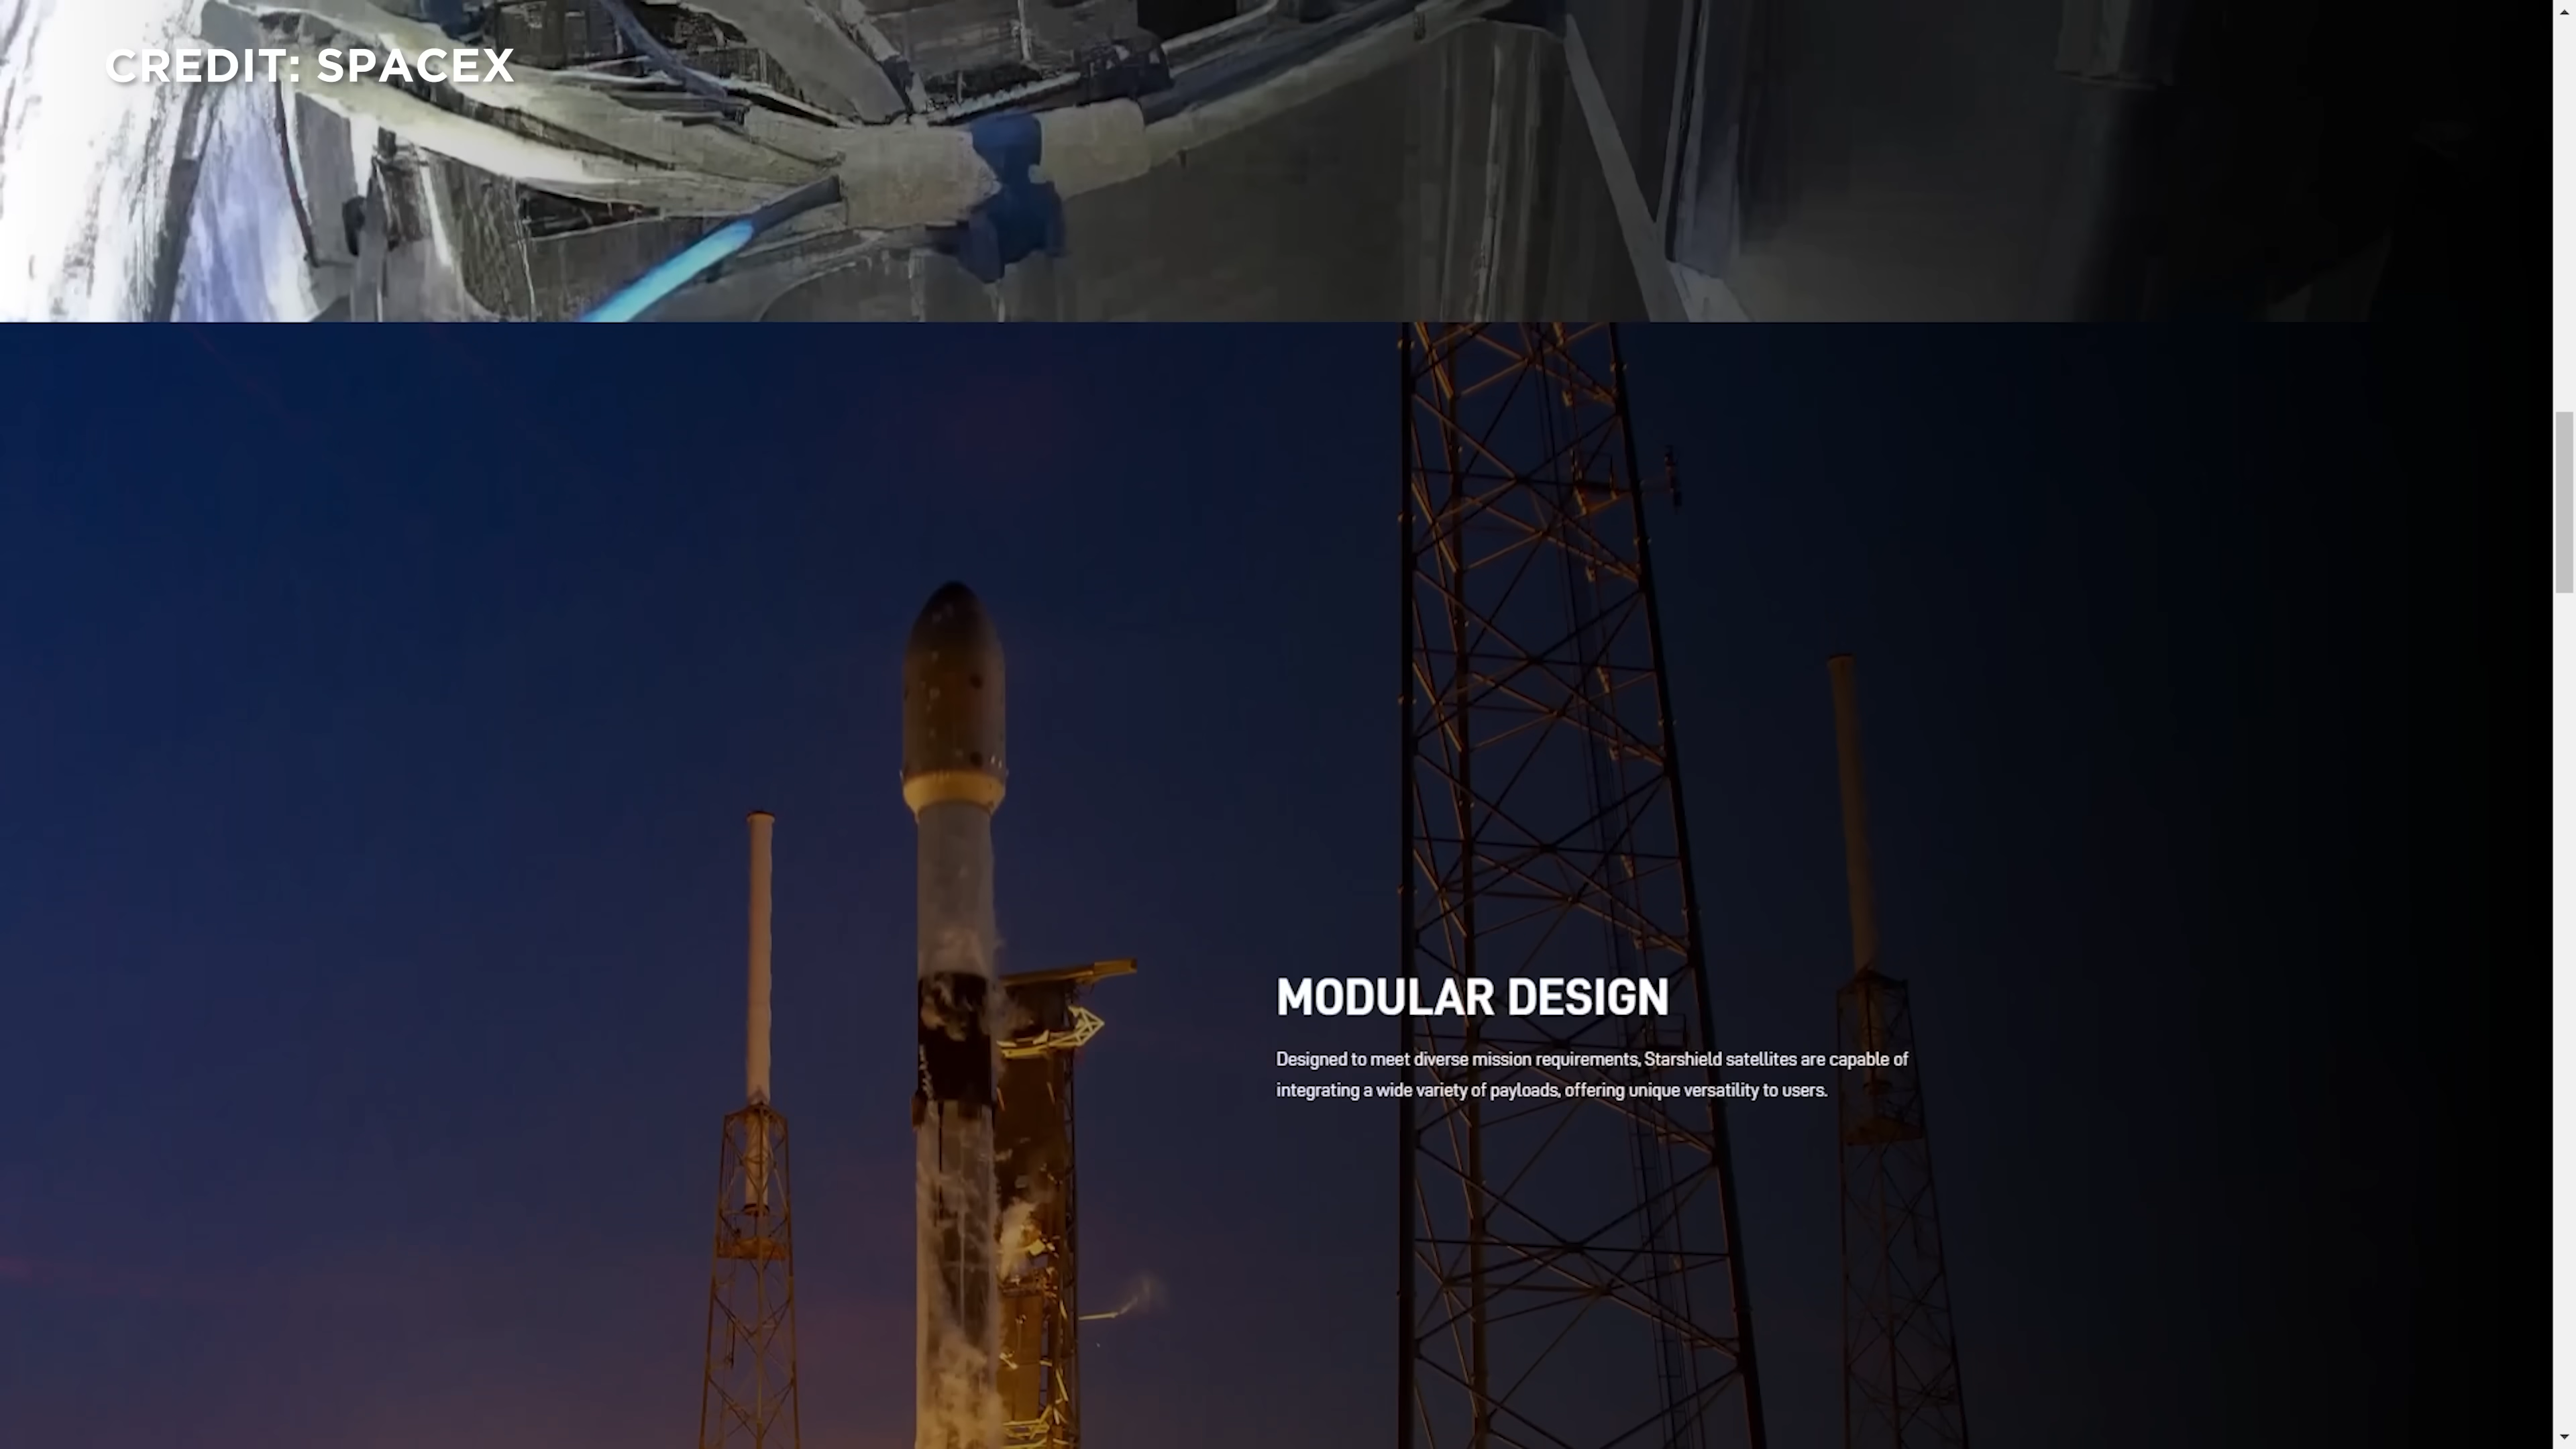 CREDIT: SPACEX
MODULAR DESIGN
Designed to meet diverse mission requirements, Starshield satellites are capable of
integrating a wide variety of payloads, offering unique versatility to users.